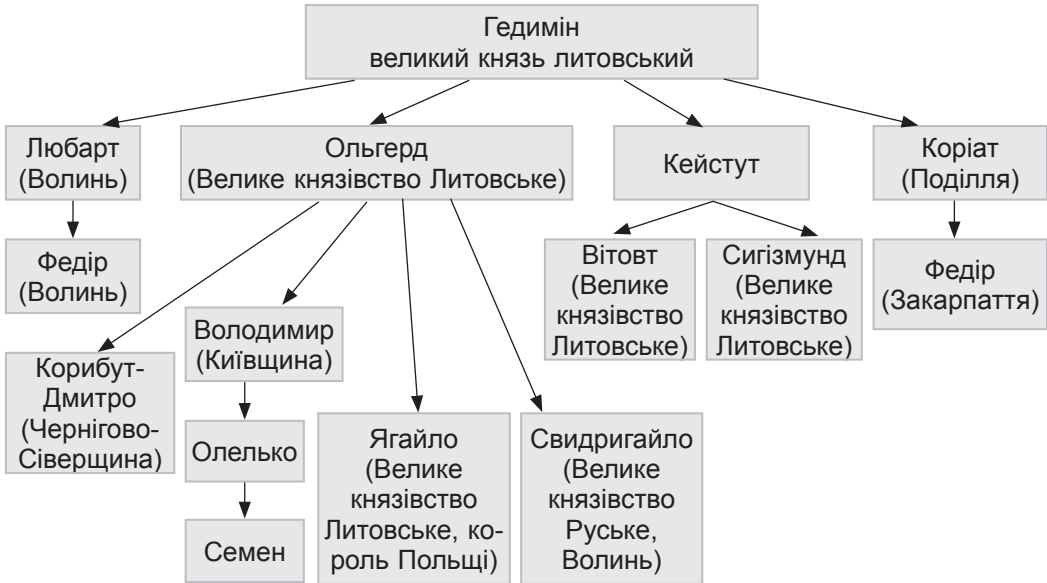 Гедимін
великий князь литовський
Любарт
(Волинь)
Ольгерд
(Велике князівство Литовське)
Кейстут
Коріат
(Поділля)
Федір
(Волинь)
Вітовт
(Велике
князівство
Литовське)
Сигізмунд
(Велике
князівство
Литовське)
Федір
(Закарпаття)
Володимир
(Київщина)
Корибут-
Дмитро
(Чернігово-
Сіверщина)
Олелько
Семен
Ягайло
(Велике
князівство
Литовське, ко-
роль Польщі)
Свидригайло
(Велике
князівство
Руське,
Волинь)